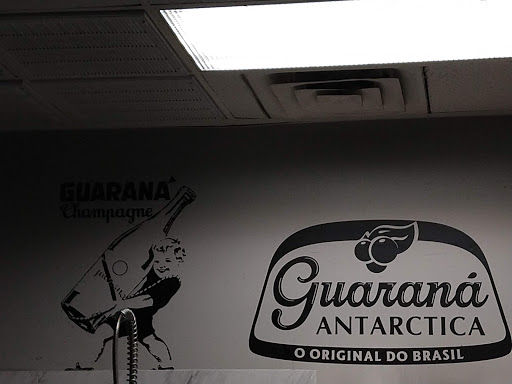 GUARANÁ
Champagne
Guaraná
ANTARCTICA
O ORIGINAL DO BRASIL